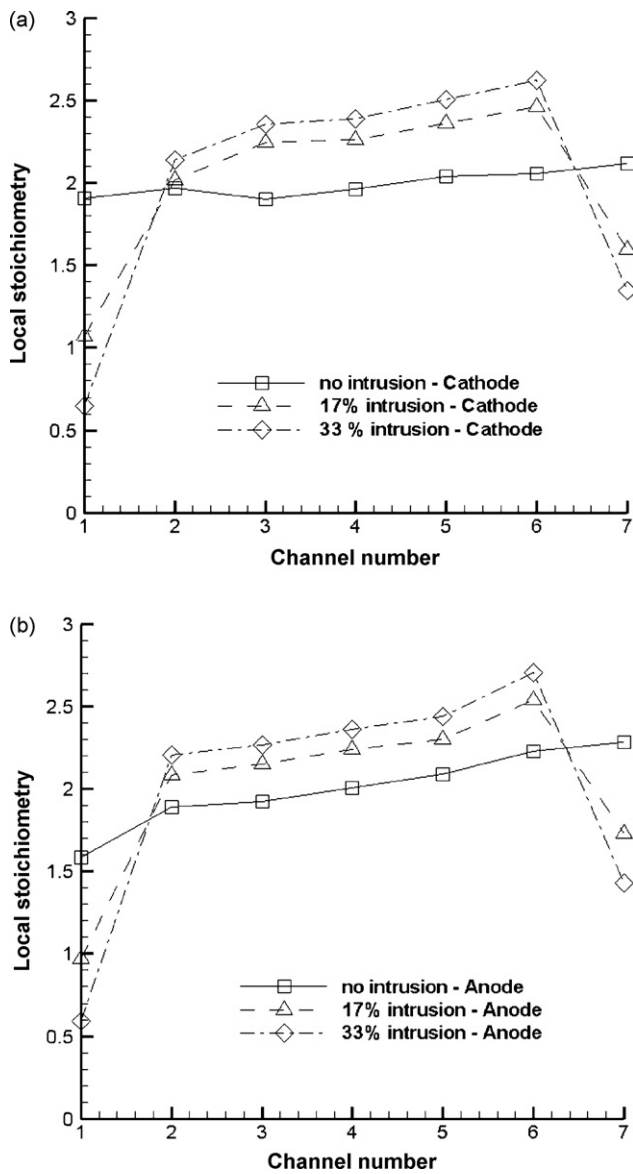 (a)
3
2.5
2
1.5
1
0.5
0
Local stoichiometry
no intrusion - Cathode
17% intrusion - Cathode
33 % intrusion - Cathode
1 2 3 4 5 6 7
Channel number
(b)
3
2.5
2
1.5
1
0.5
0
Local stoichiometry
no intrusion - Anode
17% intrusion - Anode
33% intrusion - Anode
1 2 3 4 5 6 7
Channel number